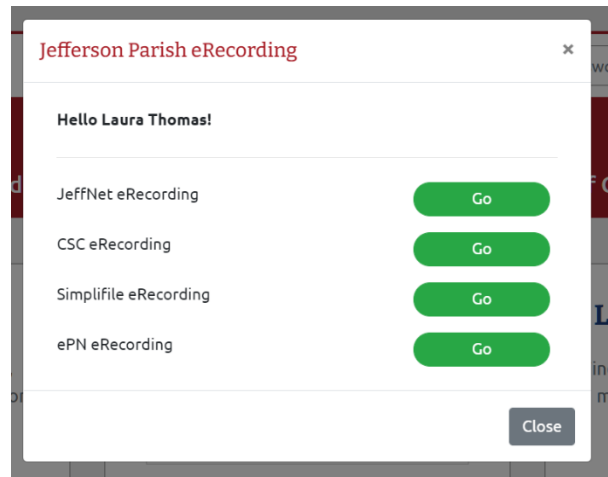 Jefferson Parish eRecording ×
Hello Laura Thomas!
JeffNet eRecording Go
CSC eRecording Go
Simplifile eRecording Go
ePN eRecording Go
Close